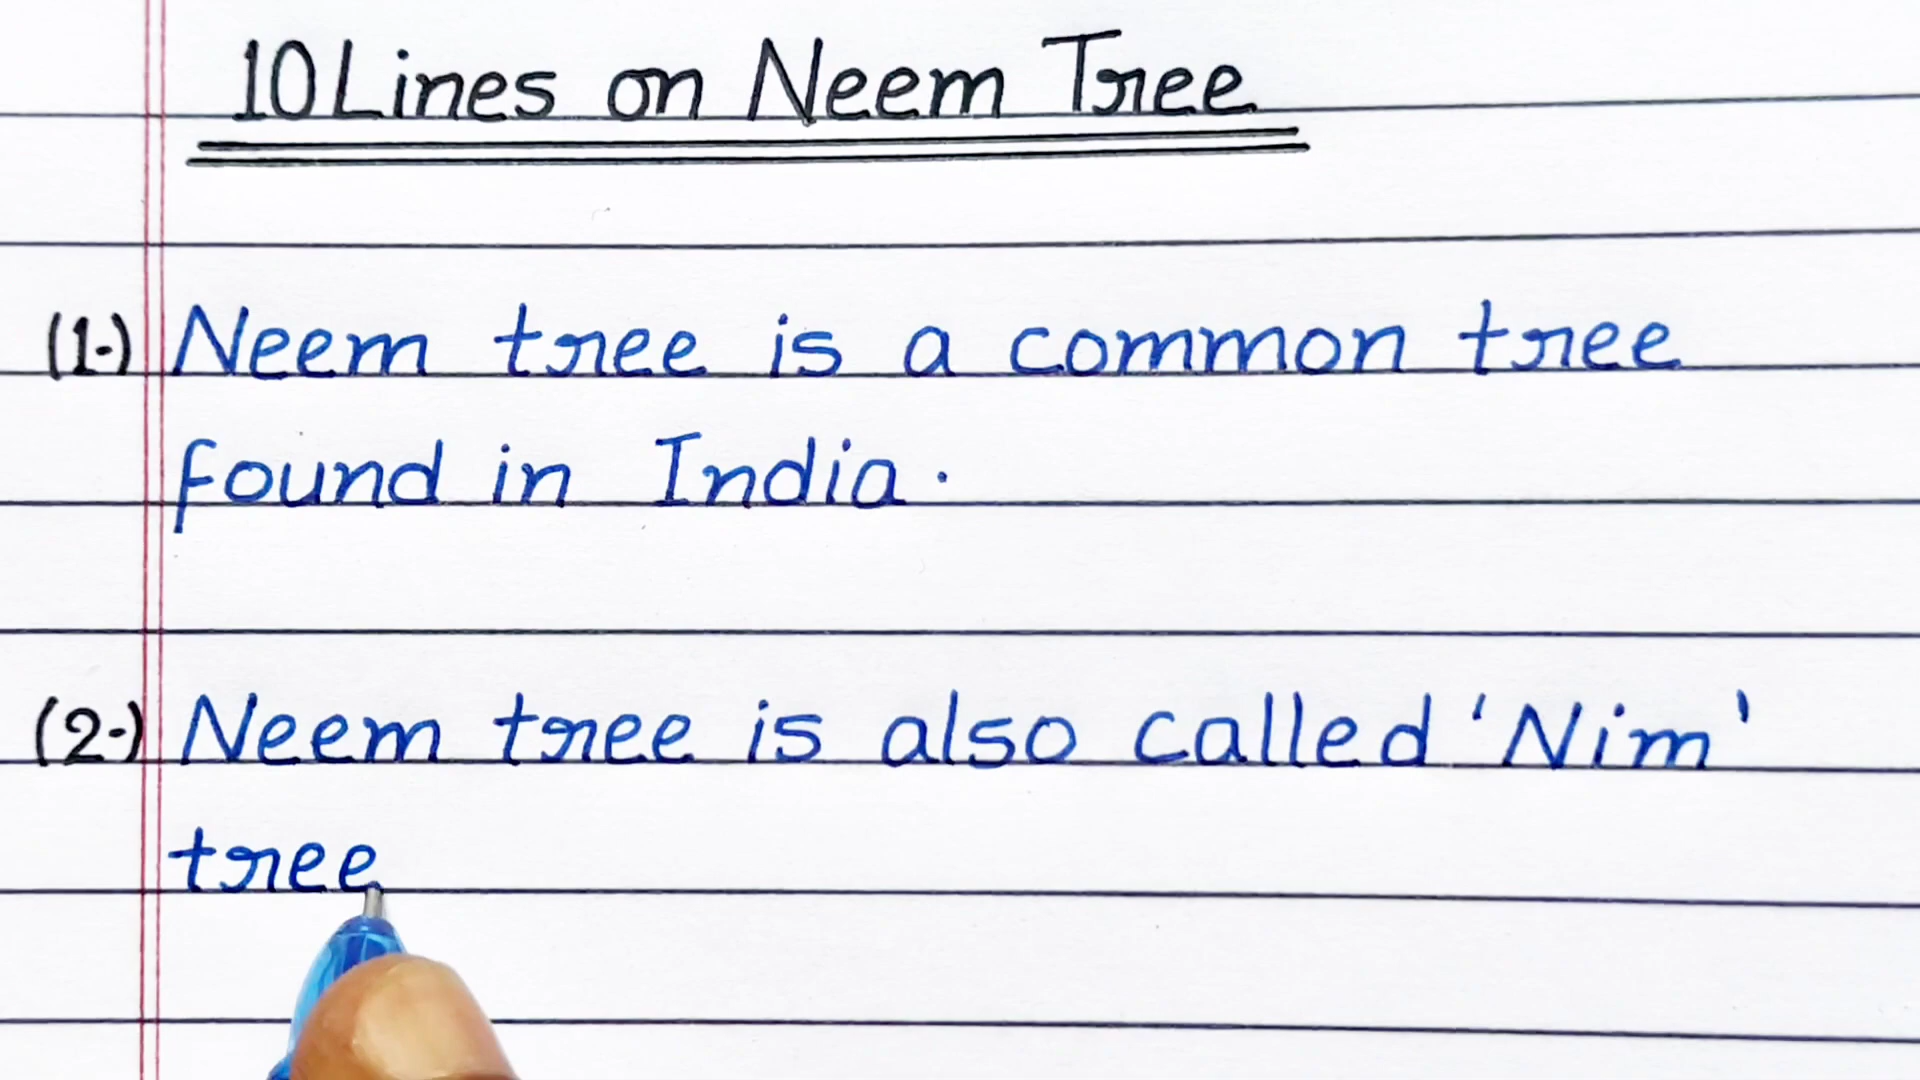 10 Lines on Neem Tree
(1.) Neem tree is a common tree
found in India.
(2.) Neem tree is also called 'Nim'
tree